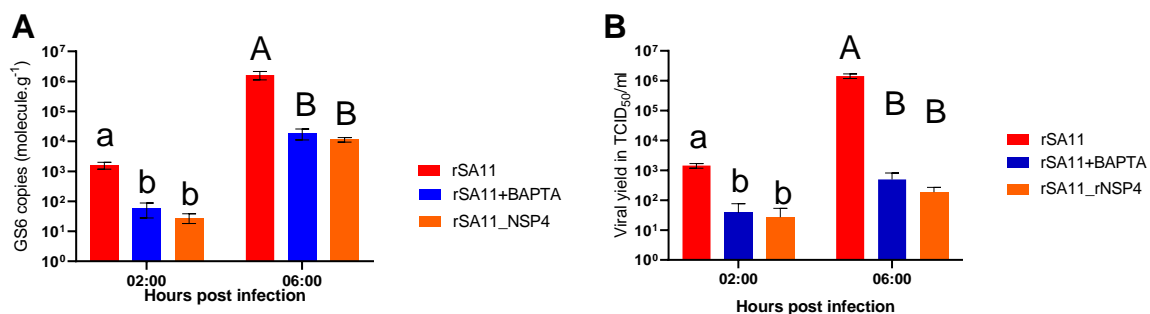 A
GS6 copies (molecule.g⁻¹)
10⁷
10⁶
10⁵
10⁴
10³
10²
10¹
10⁰
a
b
b
A
B
B
02:00
06:00
Hours post infection
rSA11
rSA11+BAPTA
rSA11_NSP4
B
Viral yield in TCID₅₀/ml
10⁷
10⁶
10⁵
10⁴
10³
10²
10¹
10⁰
a
b
b
A
B
B
02:00
06:00
Hours post infection
rSA11
rSA11+BAPTA
rSA11_rNSP4